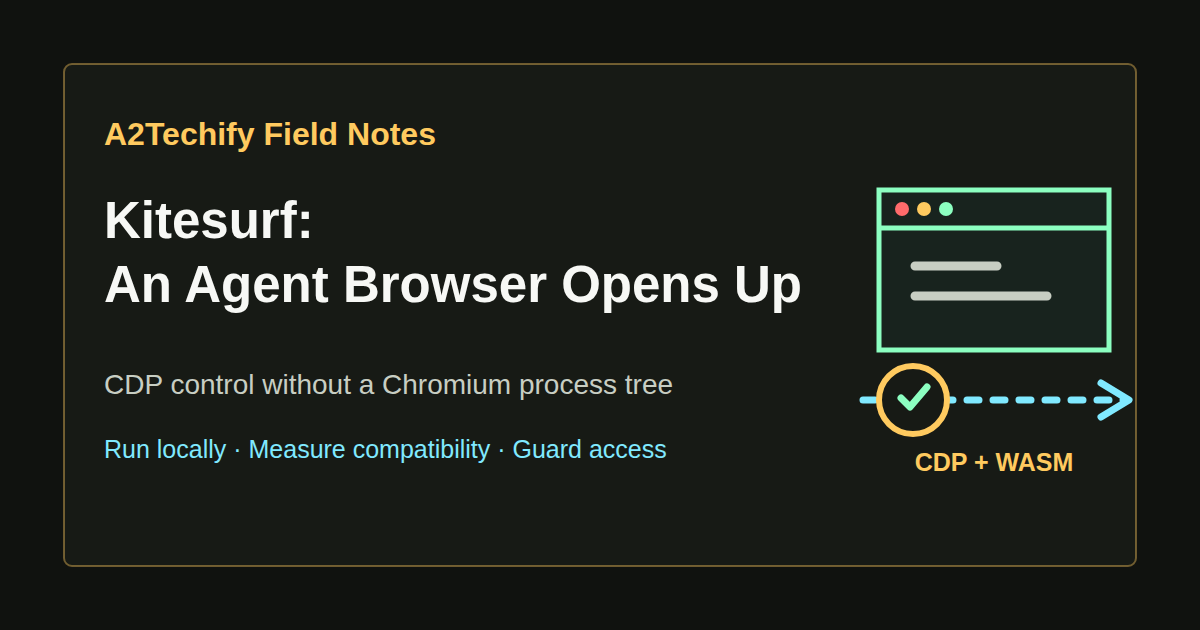 A2Techify Field Notes
Kitesurf:
An Agent Browser Opens Up
CDP control without a Chromium process tree
Run locally · Measure compatibility · Guard access
CDP + WASM